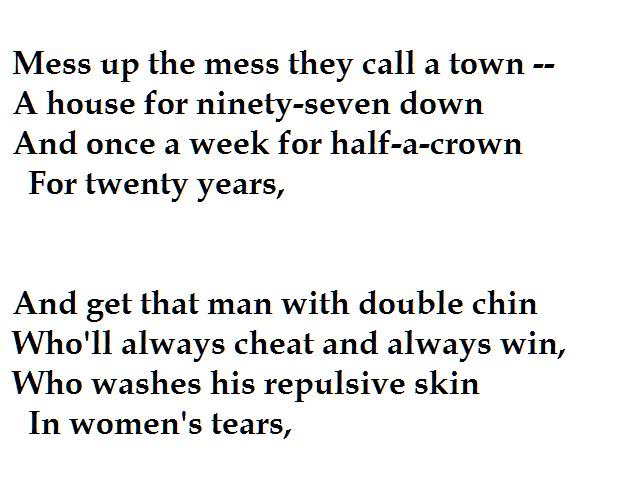 Mess up the mess they call a town --
A house for ninety-seven down
And once a week for half-a-crown
For twenty years,
And get that man with double chin
Who'll always cheat and always win,
Who washes his repulsive skin
In women's tears,